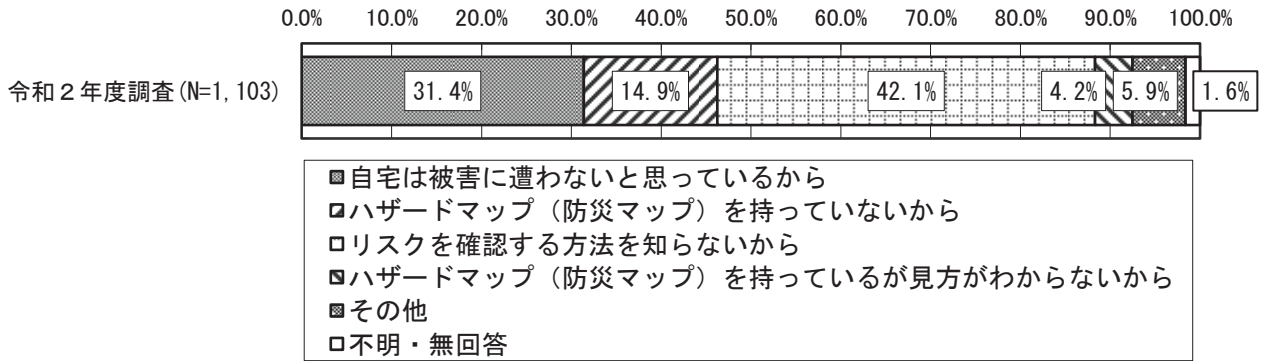 0.0% 10.0% 20.0% 30.0% 40.0% 50.0% 60.0% 70.0% 80.0% 90.0% 100.0%
令和２年度調査(N=1,103)
31.4% 14.9% 42.1% 4.2% 5.9% 1.6%
自宅は被害に遭わないと思っているから
ハザードマップ（防災マップ）を持っていないから
リスクを確認する方法を知らないから
ハザードマップ（防災マップ）を持っているが見方がわからないから
その他
不明・無回答